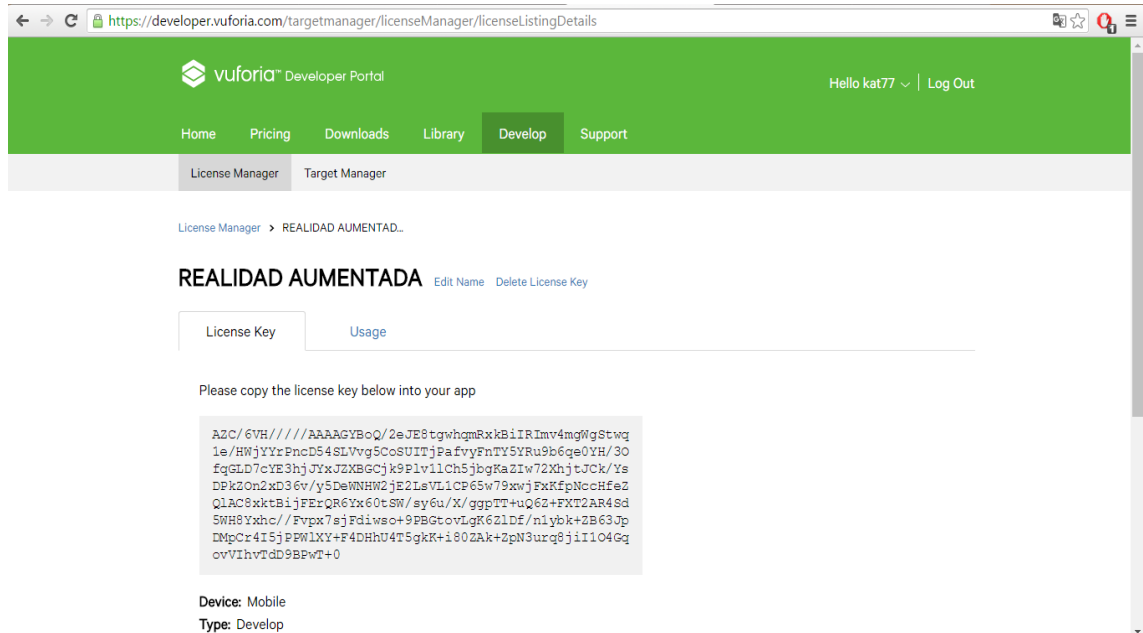 https://developer.vuforia.com/targetmanager/licenseManager/licenseListingDetails
vuforia™ Developer Portal
Hello kat77 | Log Out
Home Pricing Downloads Library Develop Support
License Manager Target Manager
License Manager > REALIDAD AUMENTAD...
REALIDAD AUMENTADA Edit Name Delete License Key
License Key Usage
Please copy the license key below into your app
AZC/6VH/////AAAAGYBoQ/2eJE8tgwhqmRxkBiIRImv4mgWgStwq
1e/HWjYYrPncD54SLVvg5CoSUITjPafvyFnTY5YRu9b6qe0YH/3O
fqGLD7cYE3hjJYxJZXBGCjk9Plv1lCh5jbgKaZIw72XhjtJCk/Ys
DPkZOn2xD36v/y5DeWNHW2jE2LsVL1CP65w79xwjFxKfpNccHfeZ
QlAC8xktBijFErQR6Yx60tSW/sy6u/X/ggpTT+uQ6Z+FXT2AR4Sd
5WH8Yxhc//Fvpx7sjFdiwso+9PBGtovLgK6ZlDf/n1ybk+ZB63Jp
DMpCr4I5jPPWlXY+F4DHhU4T5gkK+i80ZAk+ZpN3urq8jiI1O4Gq
ovVIhvTdD9BPwT+0
Device: Mobile
Type: Develop